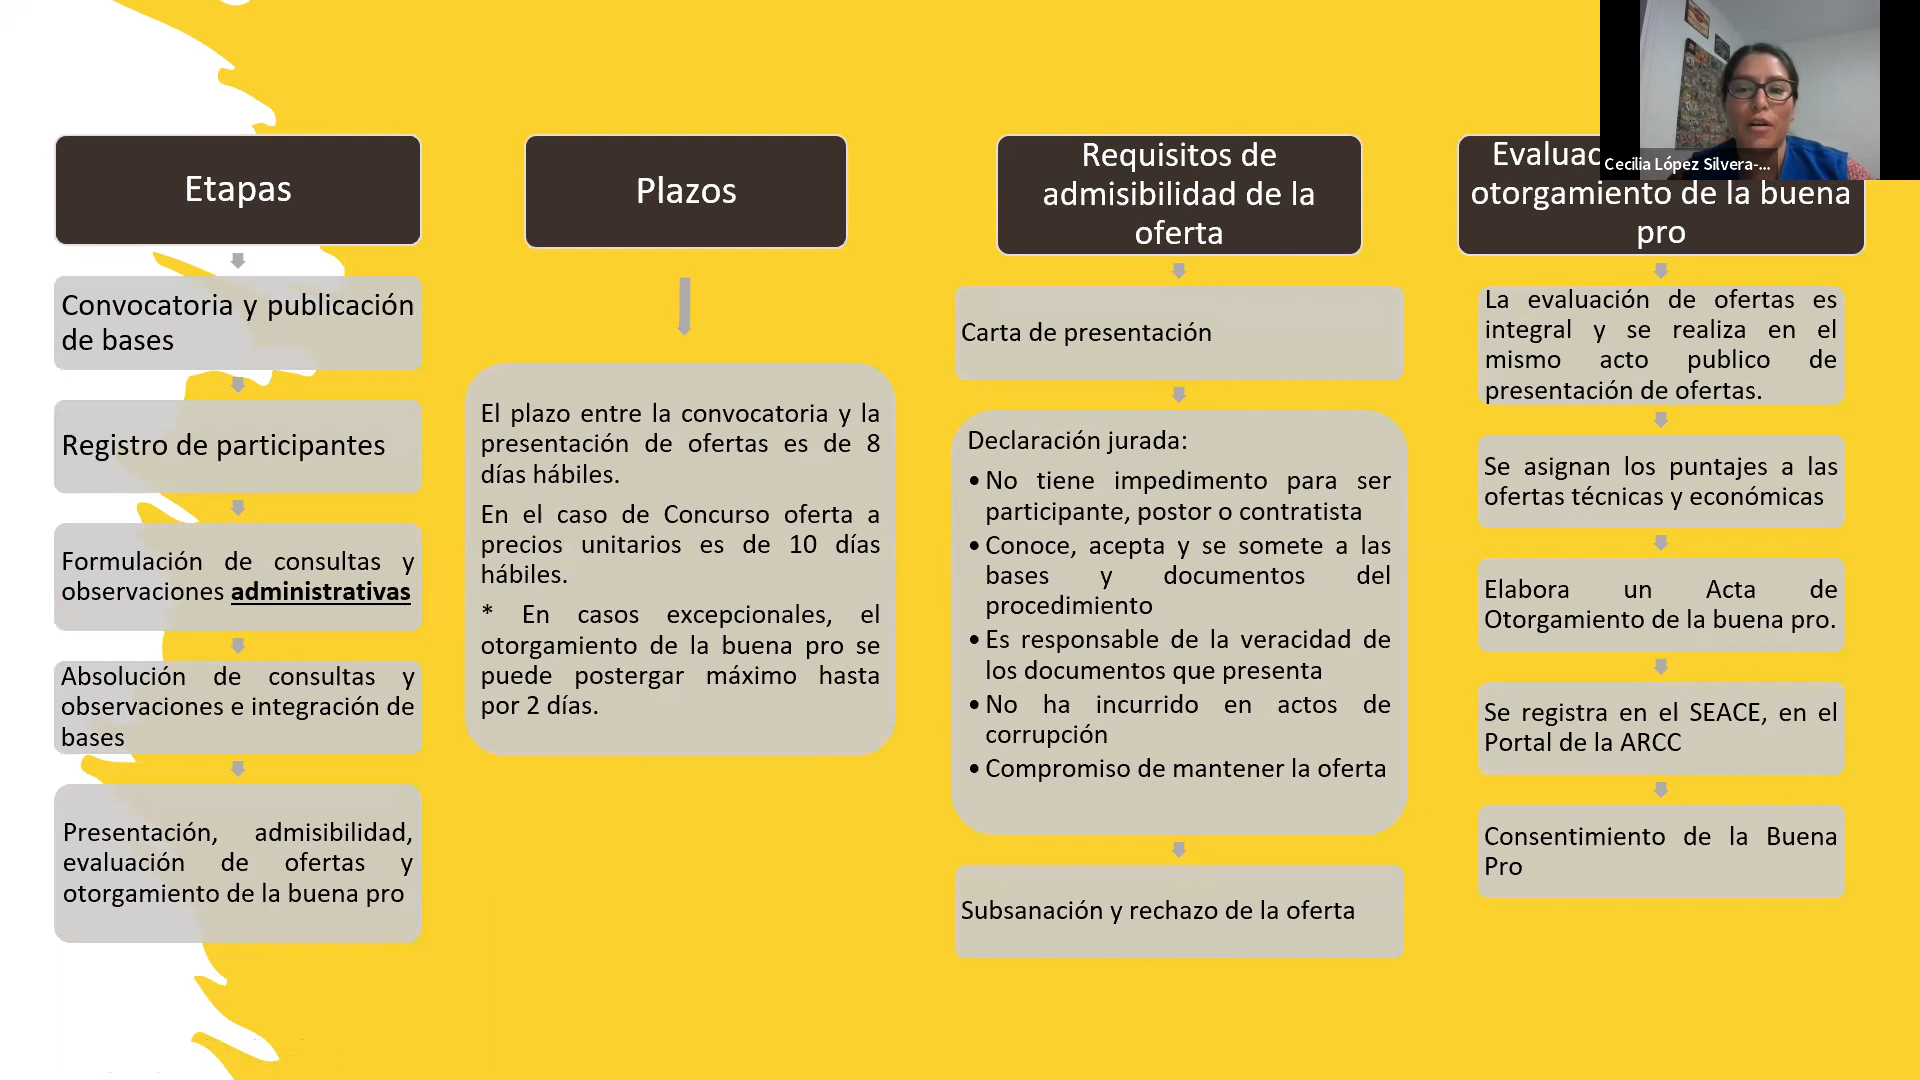 Etapas
Convocatoria y publicación
de bases
Registro de participantes
Formulación de consultas y
observaciones administrativas
Absolución de consultas y
observaciones e integración de
bases
Presentación, admisibilidad,
evaluación de ofertas y
otorgamiento de la buena pro
Plazos
El plazo entre la convocatoria y la
presentación de ofertas es de 8
días hábiles.
En el caso de Concurso oferta a
precios unitarios es de 10 días
hábiles.
* En casos excepcionales, el
otorgamiento de la buena pro se
puede postergar máximo hasta
por 2 días.
Requisitos de
admisibilidad de la
oferta
Carta de presentación
Declaración jurada:
• No tiene impedimento para ser
participante, postor o contratista
• Conoce, acepta y se somete a las
bases y documentos del
procedimiento
• Es responsable de la veracidad de
los documentos que presenta
• No ha incurrido en actos de
corrupción
• Compromiso de mantener la oferta
Subsanación y rechazo de la oferta
otorgamiento de la buena
pro
La evaluación de ofertas es
integral y se realiza en el
mismo acto publico de
presentación de ofertas.
Se asignan los puntajes a las
ofertas técnicas y económicas
Elabora un Acta de
Otorgamiento de la buena pro.
Se registra en el SEACE, en el
Portal de la ARCC
Consentimiento de la Buena
Pro
Cecilia López Silvera-...